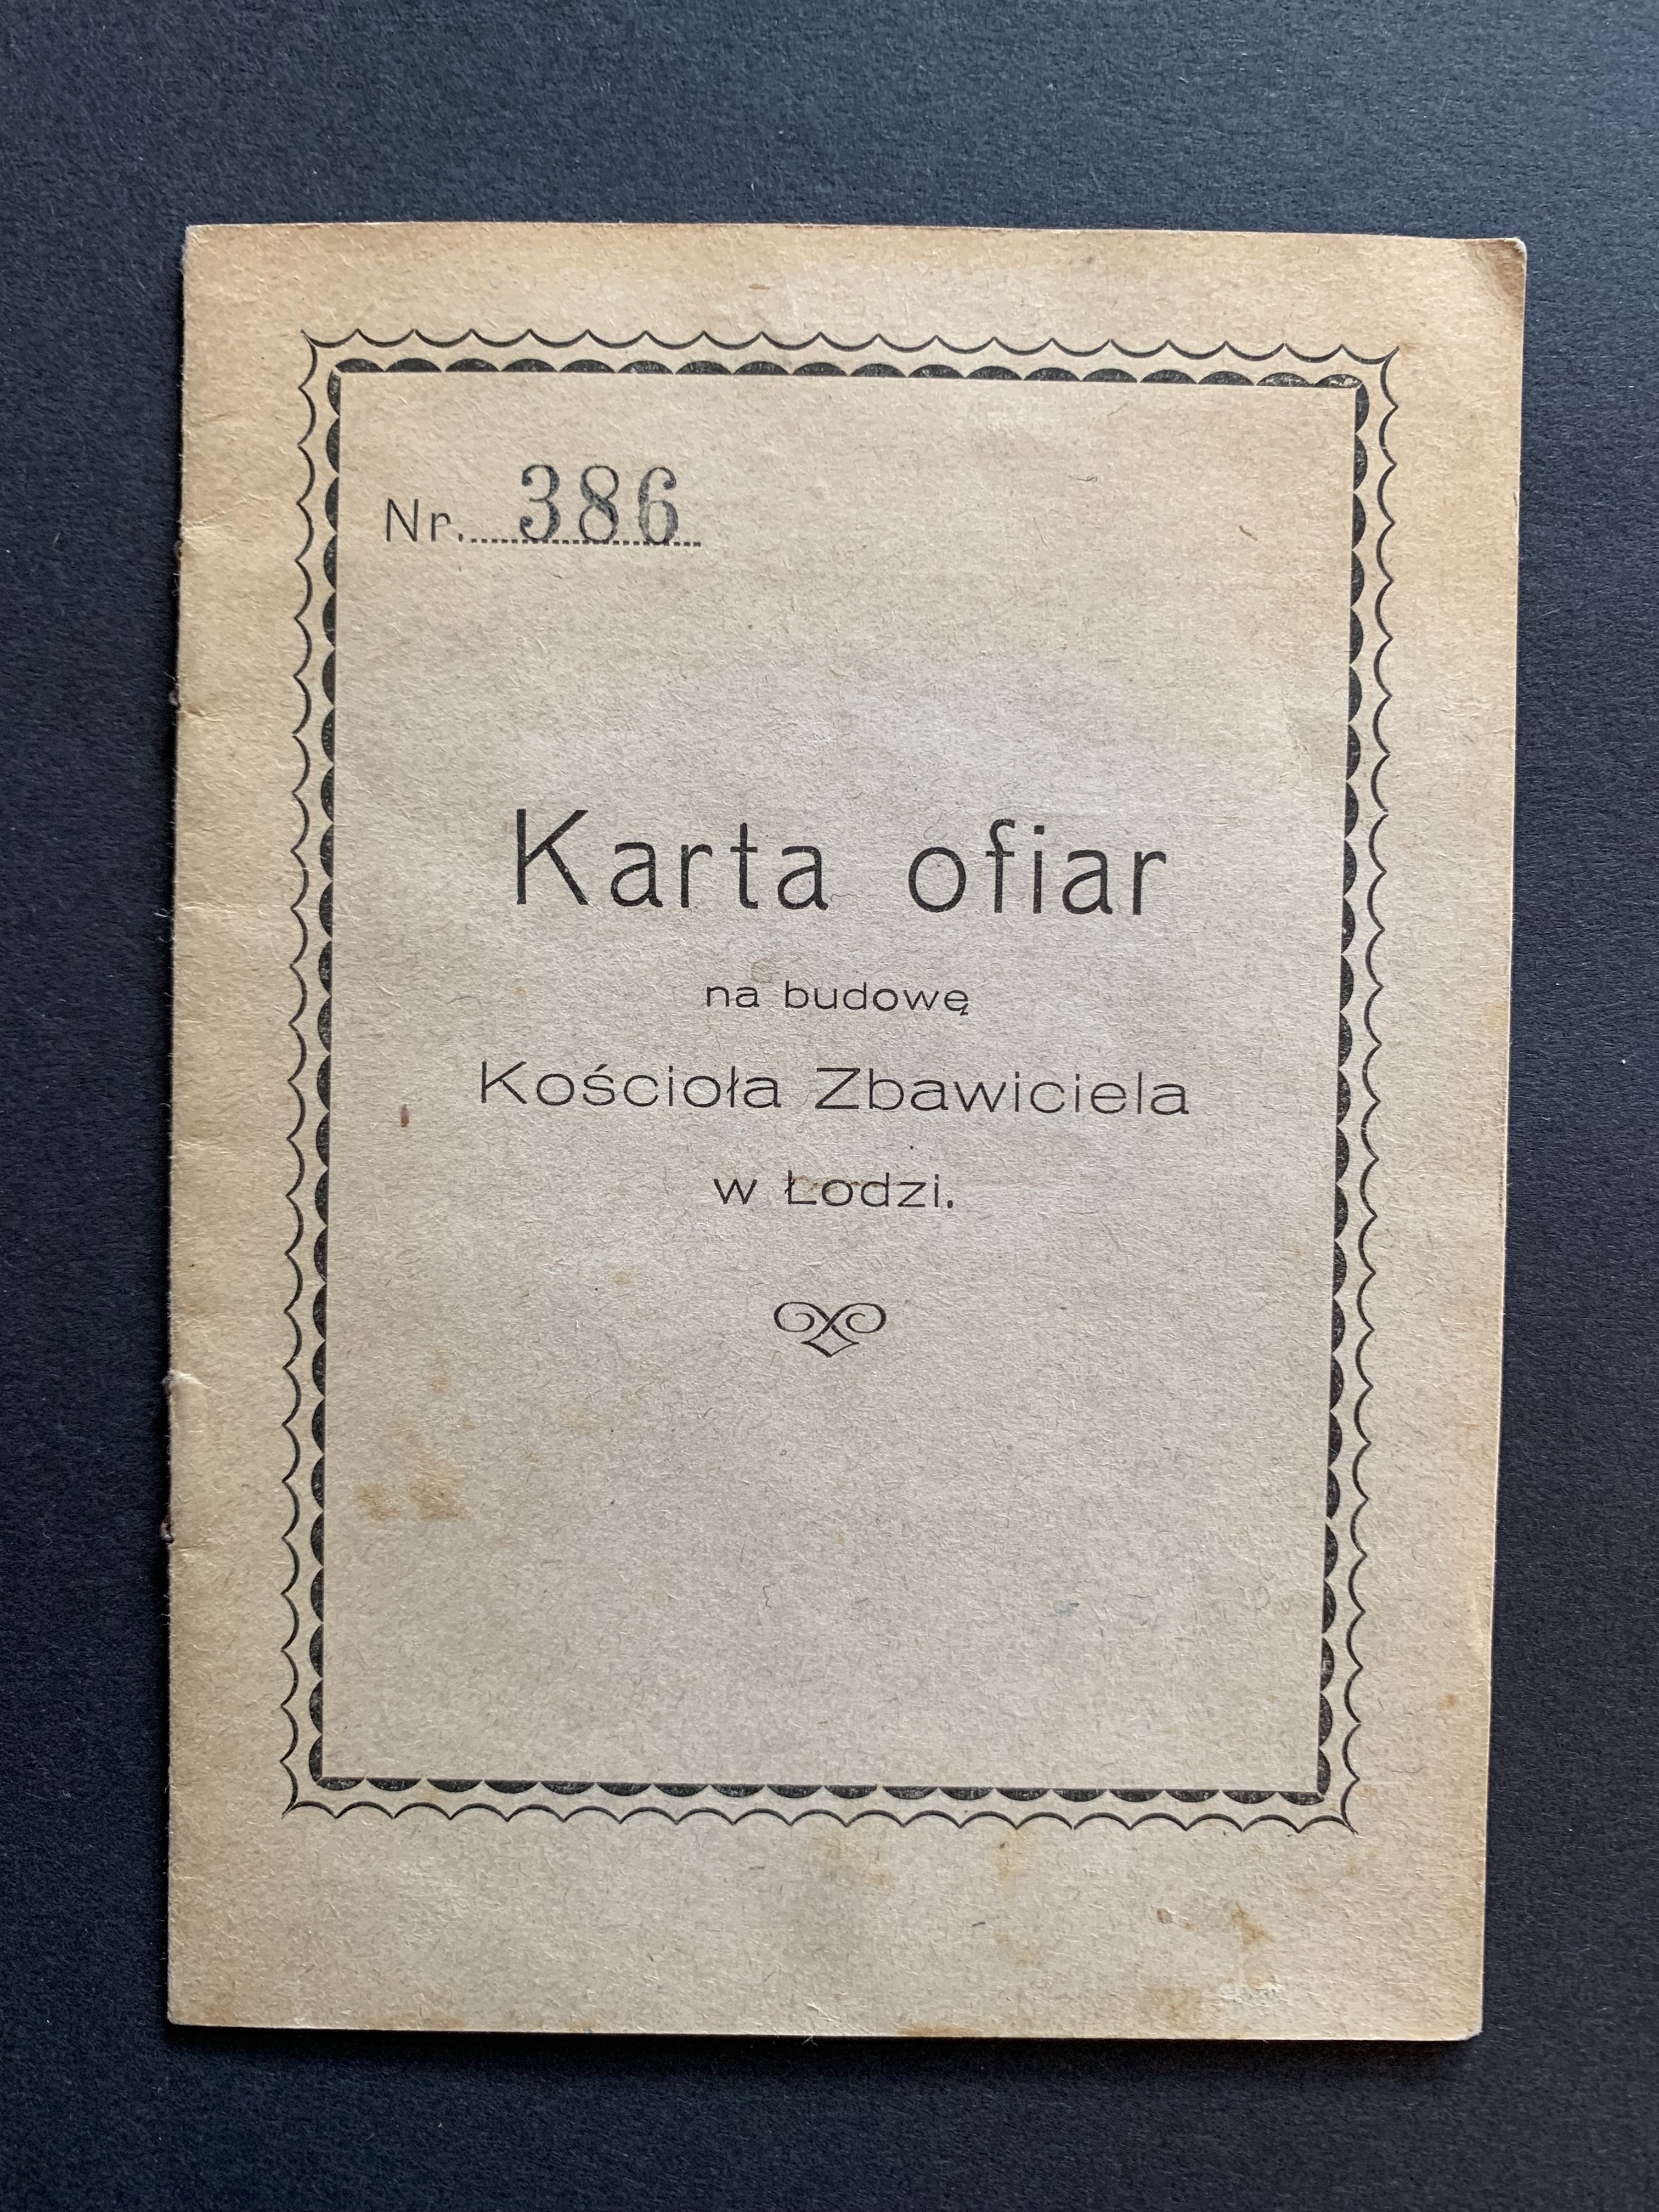 Nr. 386
Karta ofiar
na budowę
Kościoła Zbawiciela
w Łodzi.